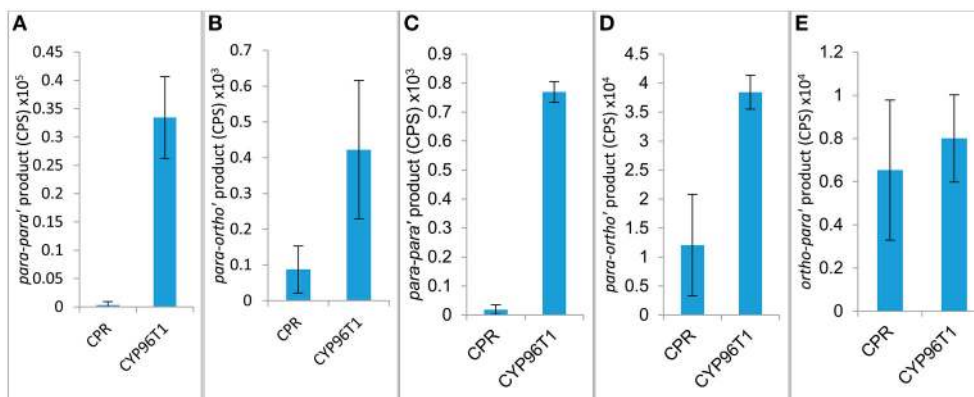 A
para-para' product (CPS) x10⁵
0.45
0.4
0.35
0.3
0.25
0.2
0.15
0.1
0.05
0
CPR
CYP96T1
B
para-ortho' product (CPS) x10³
0.7
0.6
0.5
0.4
0.3
0.2
0.1
0
CPR
CYP96T1
C
para-para' product (CPS) x10³
0.9
0.8
0.7
0.6
0.5
0.4
0.3
0.2
0.1
0
CPR
CYP96T1
D
para-ortho' product (CPS) x10⁴
4.5
4
3.5
3
2.5
2
1.5
1
0.5
0
CPR
CYP96T1
E
ortho-para' product (CPS) x10⁴
1.2
1
0.8
0.6
0.4
0.2
0
CPR
CYP96T1